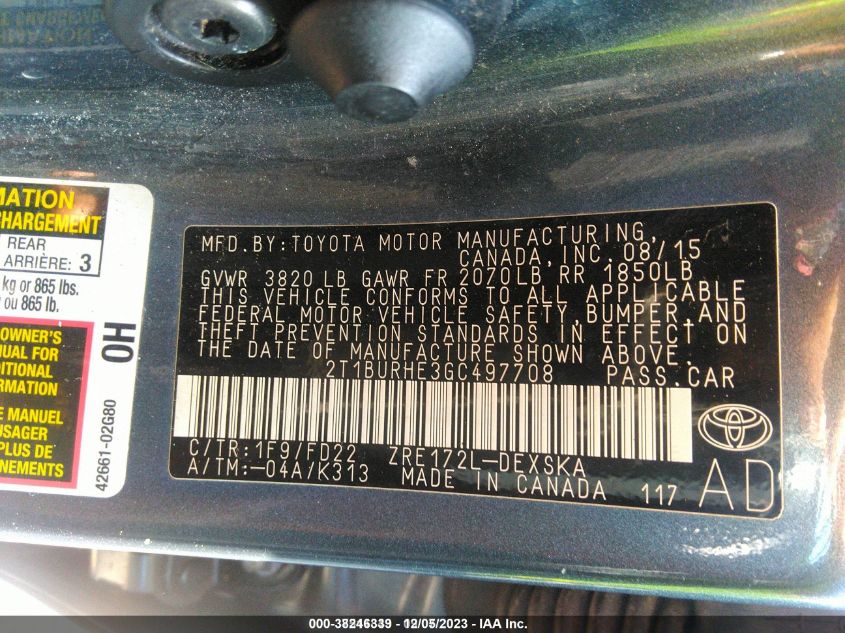 MATION
CHARGEMENT
REAR
ARRIÈRE: 3
kg or 865 lbs.
ou 865 lb.
OWNER'S
UAL FOR
DITIONAL
ORMATION
E MANUEL
USAGER
PLUS DE
NEMENTS
OH
42661-02G80
MFD.BY:TOYOTA MOTOR MANUFACTURING,
CANADA,INC. 08/15
GVWR 3820 LB GAWR FR 2070LB, RR 1850LB
THIS VEHICLE CONFORMS TO ALL APPLICABLE
FEDERAL MOTOR VEHICLE SAFETY, BUMPER,AND
THEFT PREVENTION STANDARDS IN EFFECT ON
THE DATE OF MANUFACTURE SHOWN ABOVE.
2T1BURHE3GC497708 PASS.CAR
C/TR:1F9/FD22 ZRE172L-DEXSKA
A/TM:-04A/K313 MADE IN CANADA 117
AD
000-38246339 - 12/05/2023 - IAA Inc.